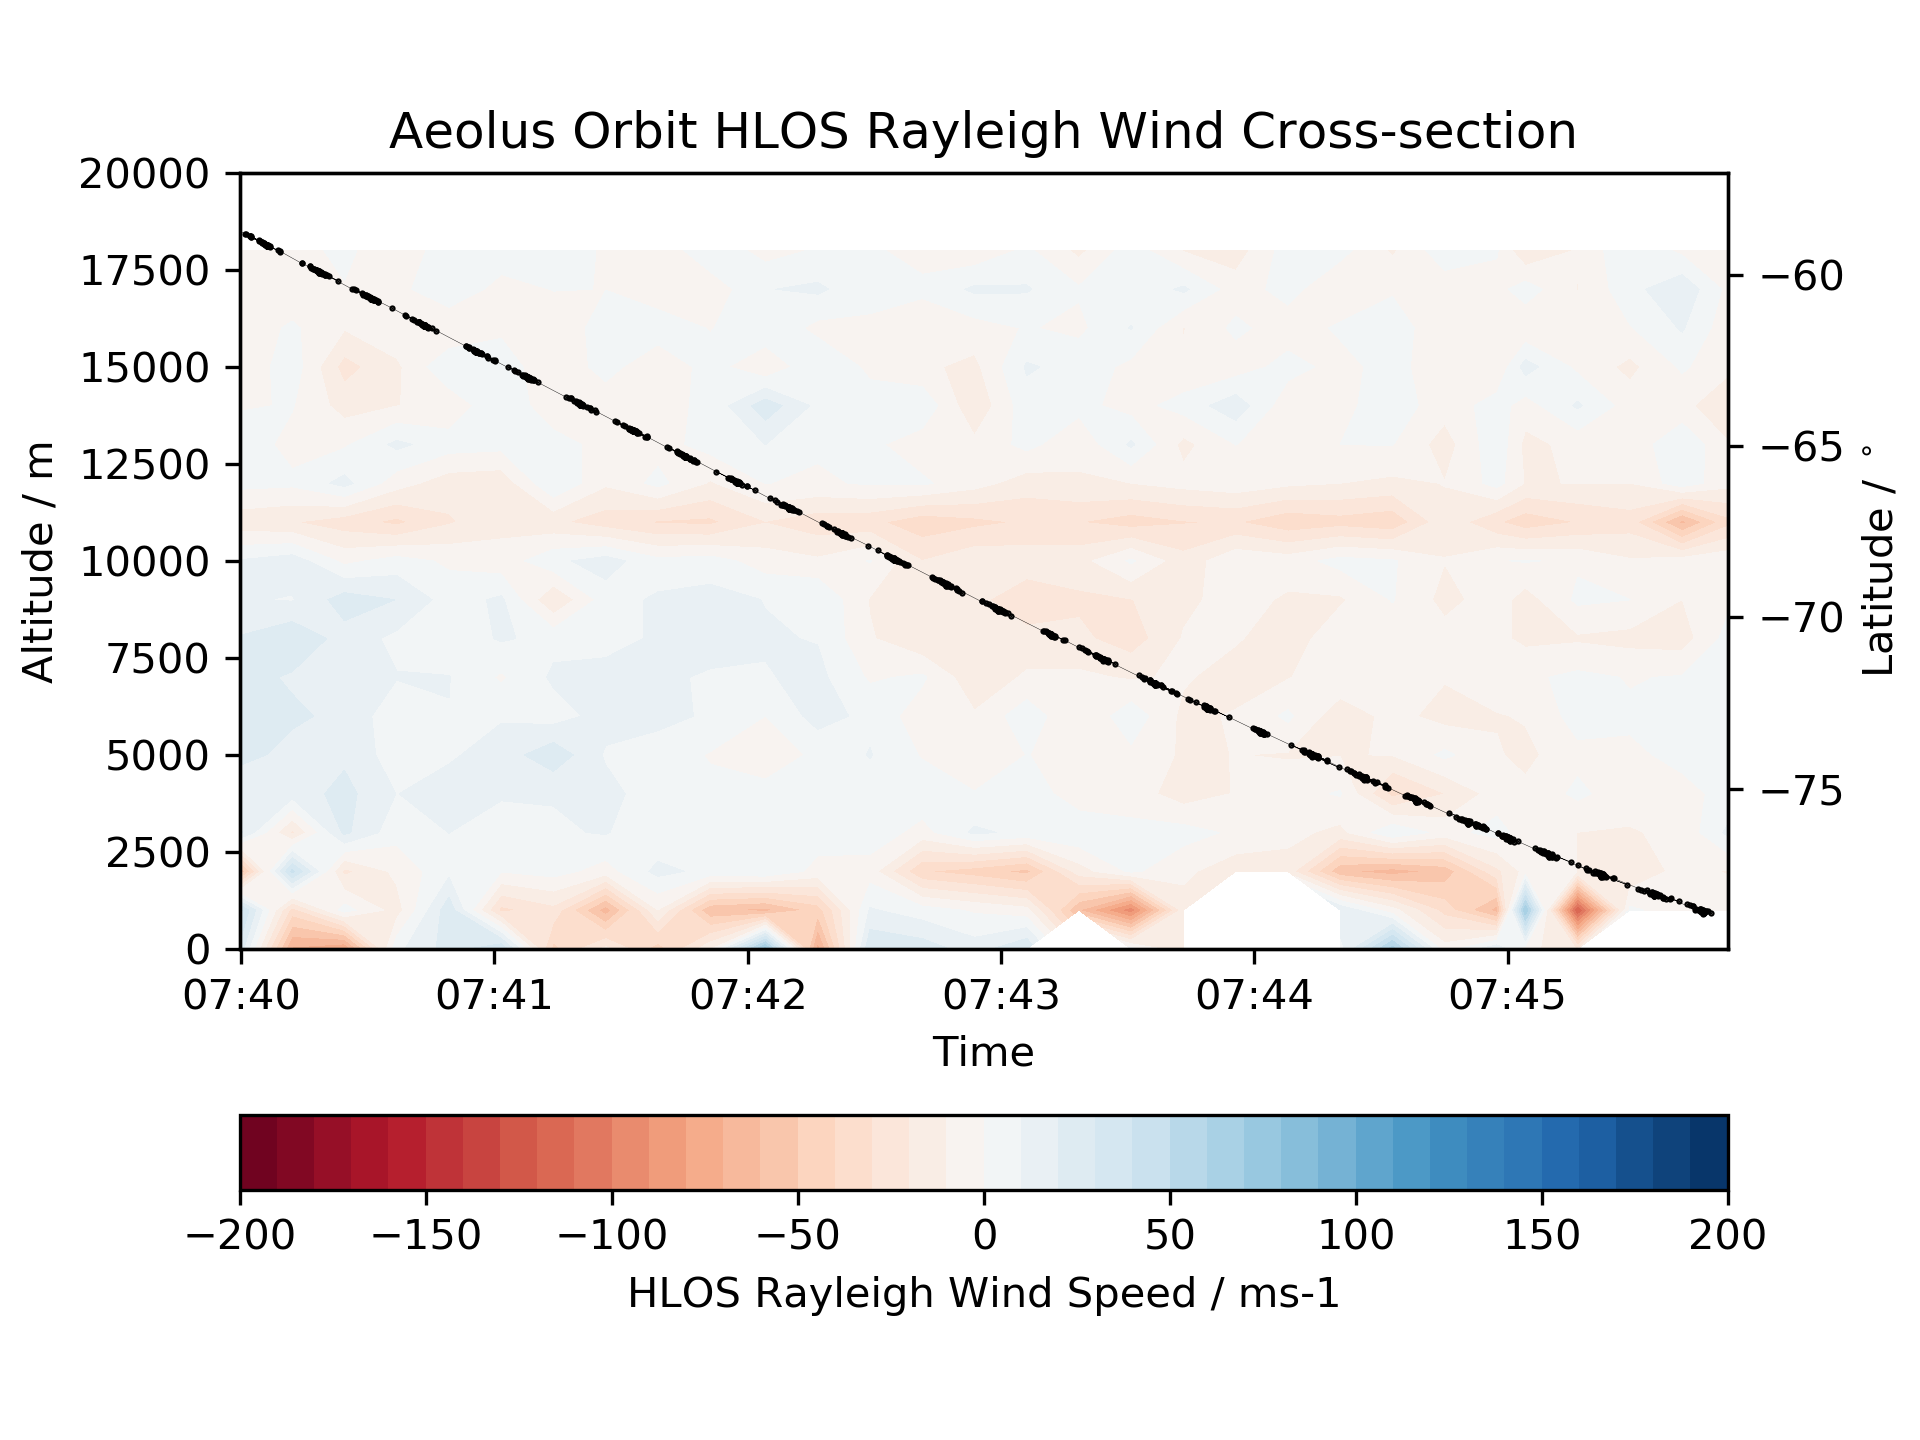 Aeolus Orbit HLOS Rayleigh Wind Cross-section
20000
17500
15000
12500
10000
7500
5000
2500
0
Altitude / m
−60
−65
−70
−75
Latitude / °
07:40 07:41 07:42 07:43 07:44 07:45
Time
−200 −150 −100 −50 0 50 100 150 200
HLOS Rayleigh Wind Speed / ms-1